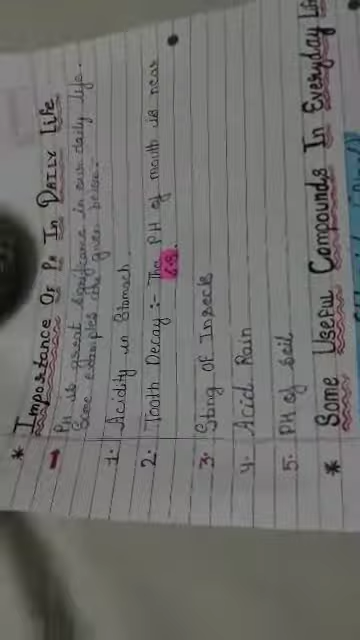 * Importance Of PH In DAILY Life
PH is great significance in our daily life.
Some examples are given below-
1. Acidity in Stomach.
2. Tooth Decay :- The PH of mouth is near
5.5.
3. Sting Of Insects
4. Acid Rain
5. PH of Soil
* Some Useful Compounds In Everyday